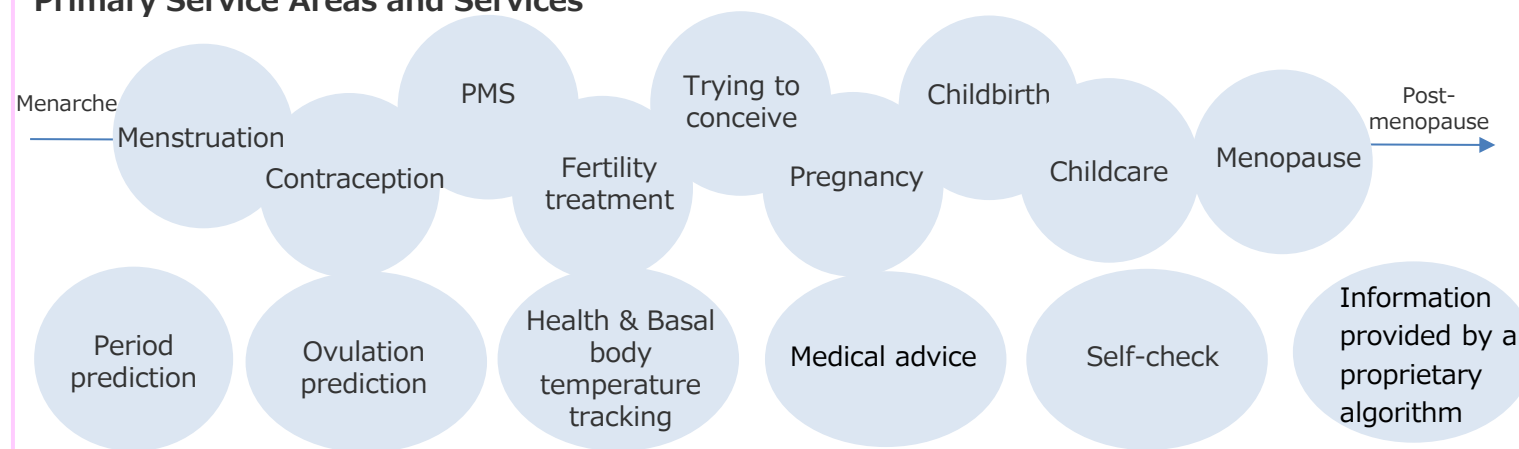 Primary Service Areas and Services
Menarche
Menstruation
Contraception
PMS
Fertility
treatment
Trying to
conceive
Pregnancy
Childbirth
Childcare
Menopause
Post-
menopause
Period
prediction
Ovulation
prediction
Health & Basal
body
temperature
tracking
Medical advice
Self-check
Information
provided by a
proprietary
algorithm